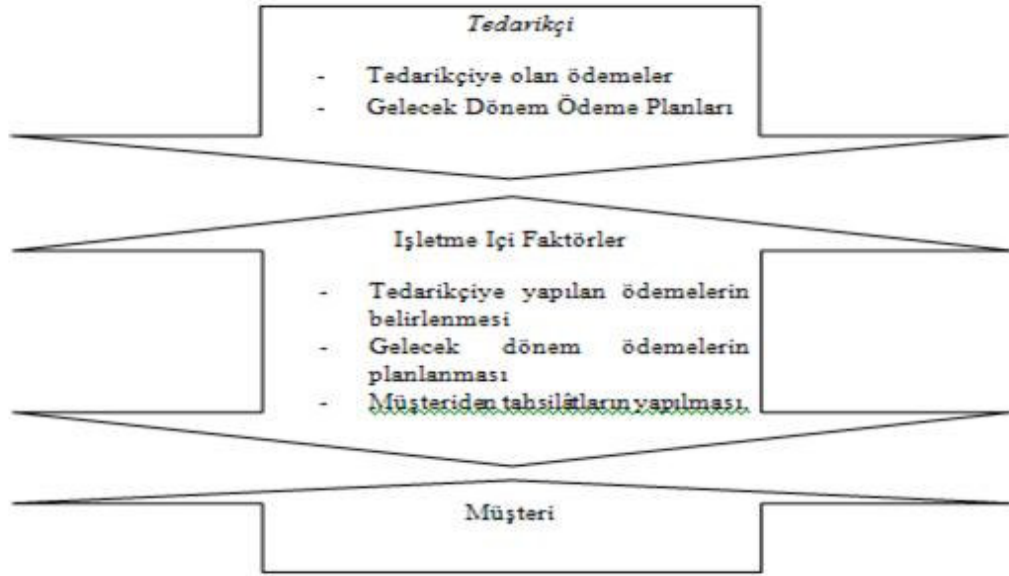 Tedarikçi
- Tedarikçiye olan ödemeler
- Gelecek Dönem Ödeme Planları
Işletme Içi Faktörler
- Tedarikçiye yapılan ödemelerin
belirlenmesi
- Gelecek dönem ödemelerin
planlanması
- Müşteriden tahsilâtların yapılması.
Müşteri